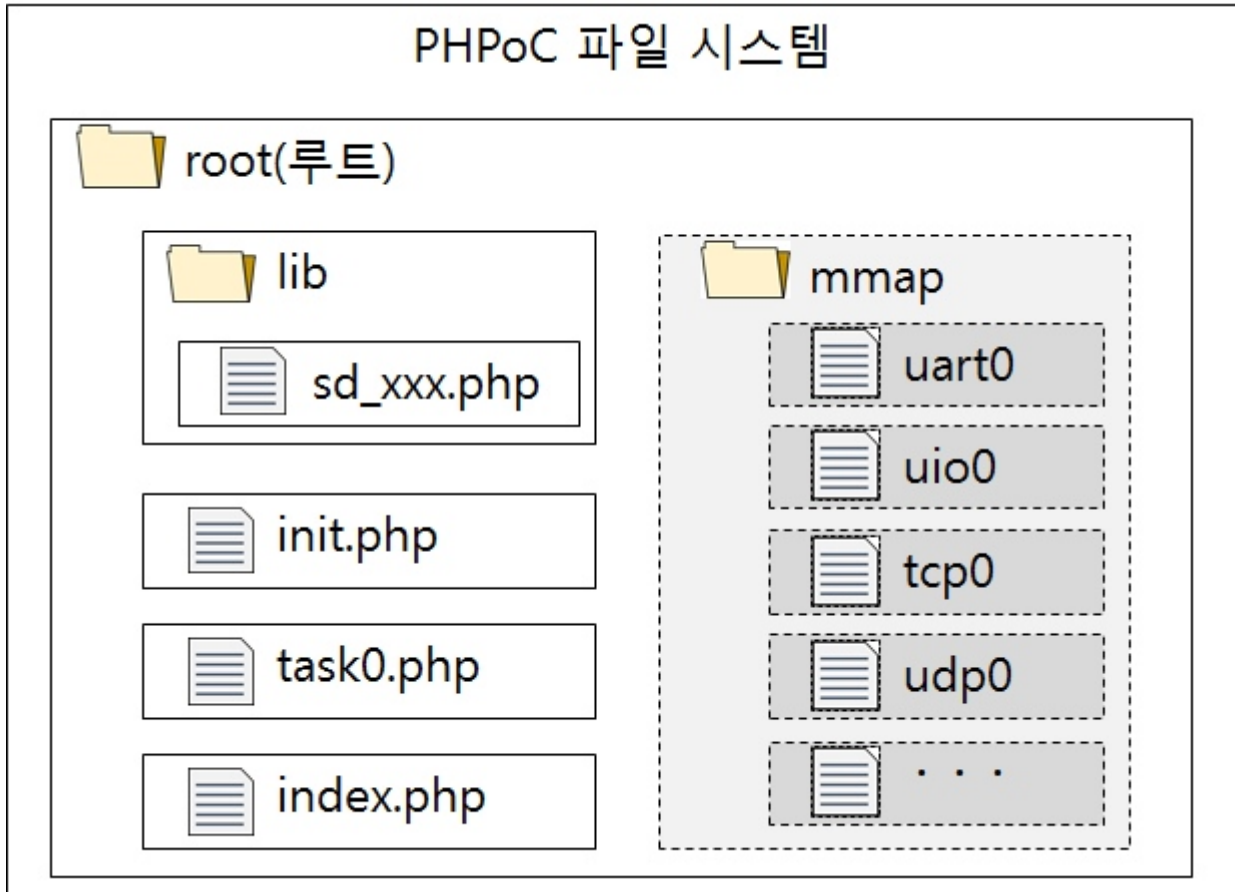 PHPoC 파일 시스템
root(루트)
lib
sd_xxx.php
init.php
task0.php
index.php
mmap
uart0
uio0
tcp0
udp0
· · ·